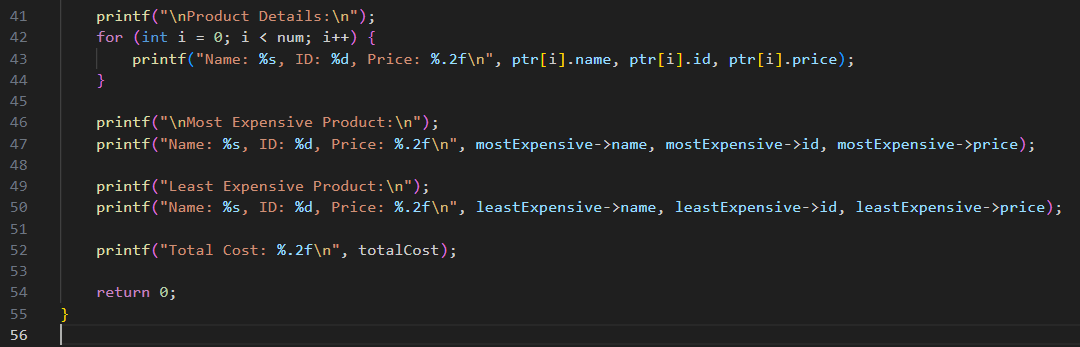 41 printf("\nProduct Details:\n");
42 for (int i = 0; i < num; i++) {
43 printf("Name: %s, ID: %d, Price: %.2f\n", ptr[i].name, ptr[i].id, ptr[i].price);
44 }
45
46 printf("\nMost Expensive Product:\n");
47 printf("Name: %s, ID: %d, Price: %.2f\n", mostExpensive->name, mostExpensive->id, mostExpensive->price);
48
49 printf("Least Expensive Product:\n");
50 printf("Name: %s, ID: %d, Price: %.2f\n", leastExpensive->name, leastExpensive->id, leastExpensive->price);
51
52 printf("Total Cost: %.2f\n", totalCost);
53
54 return 0;
55 }
56